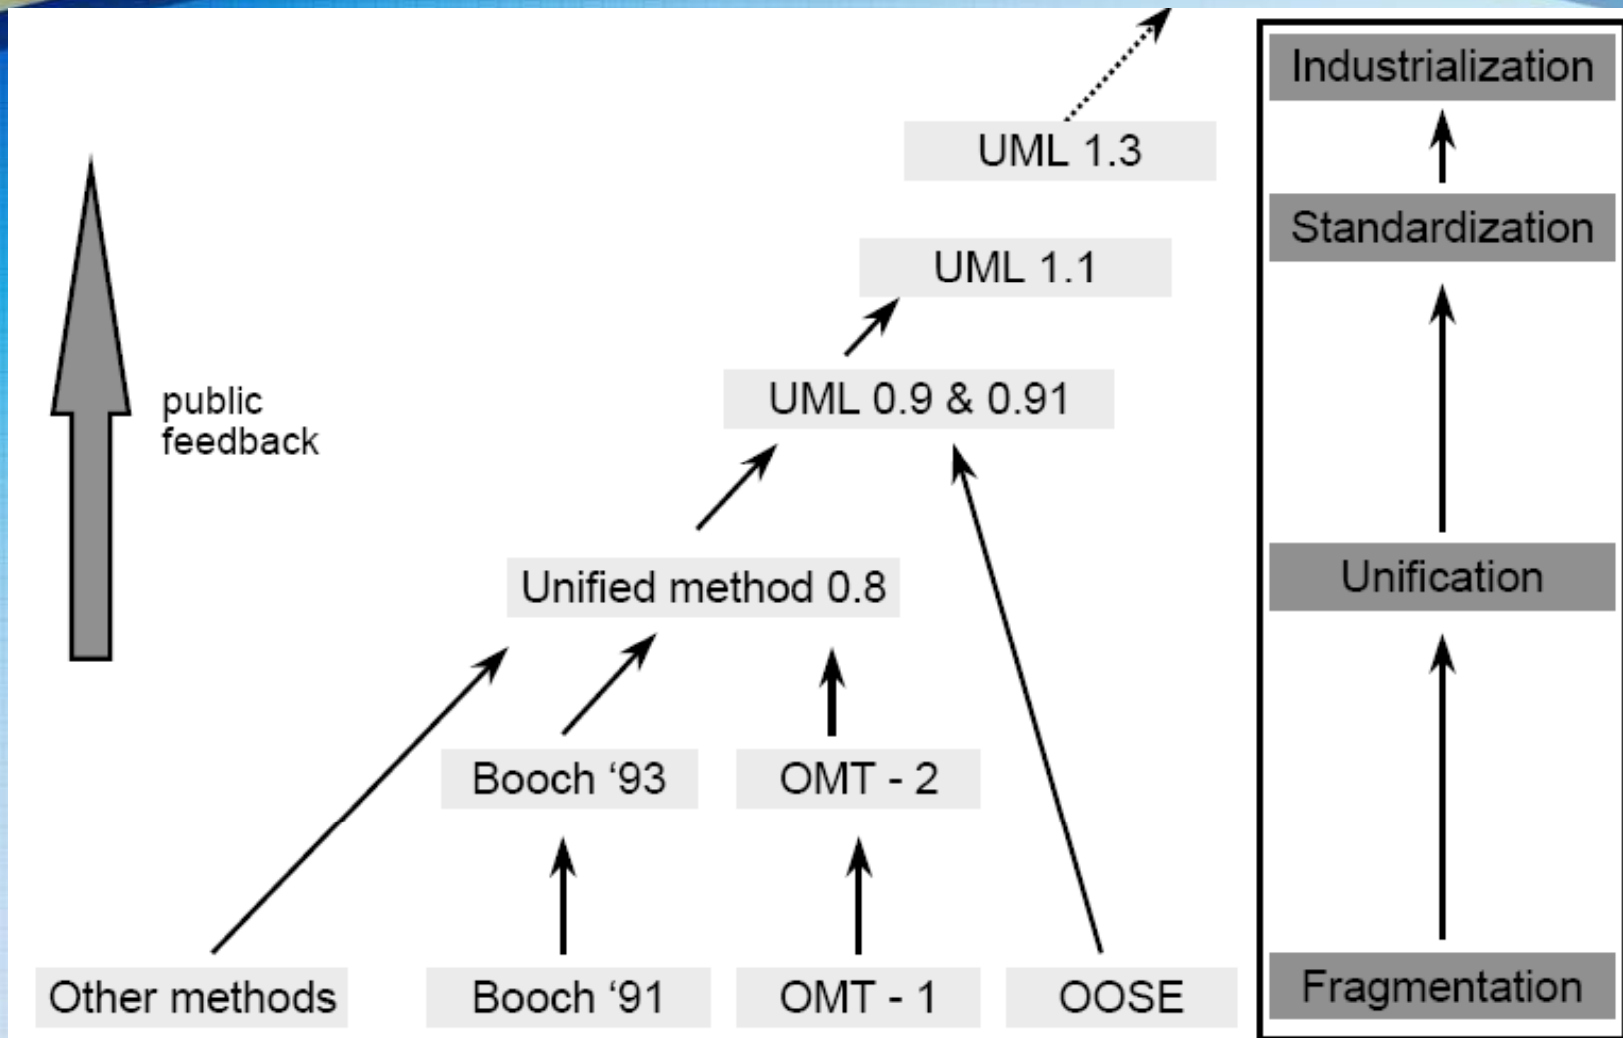 Industrialization
UML 1.3
Standardization
UML 1.1
UML 0.9 & 0.91
public
feedback
Unified method 0.8
Unification
Booch ‘93
OMT - 2
Other methods
Booch ‘91
OMT - 1
OOSE
Fragmentation